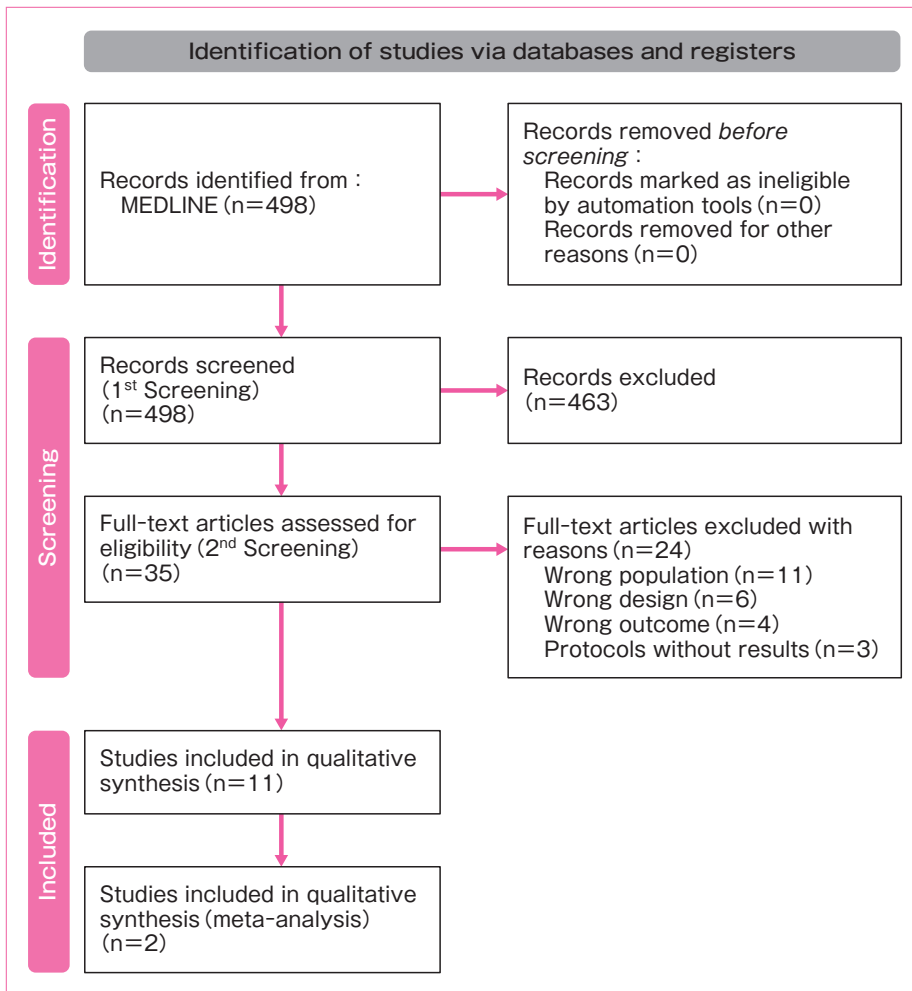 Identification of studies via databases and registers
Identification
Records identified from：
MEDLINE (n＝498)
Records removed before
screening：
Records marked as ineligible
by automation tools (n＝0)
Records removed for other
reasons (n＝0)
Screening
Records screened
(1st Screening)
(n＝498)
Records excluded
(n＝463)
Full-text articles assessed for
eligibility (2nd Screening)
(n＝35)
Full-text articles excluded with
reasons (n＝24)
Wrong population (n＝11)
Wrong design (n＝6)
Wrong outcome (n＝4)
Protocols without results (n＝3)
Included
Studies included in qualitative
synthesis (n＝11)
Studies included in qualitative
synthesis (meta-analysis)
(n＝2)